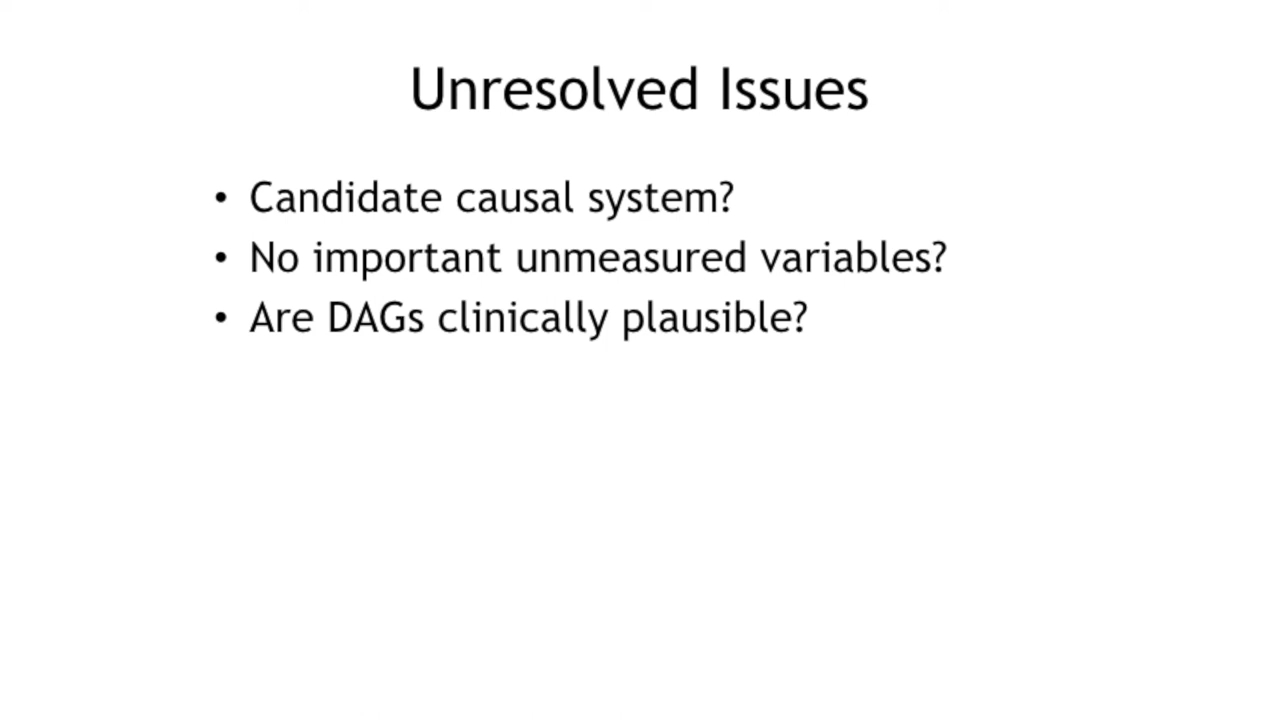 Unresolved Issues
• Candidate causal system?
• No important unmeasured variables?
• Are DAGs clinically plausible?